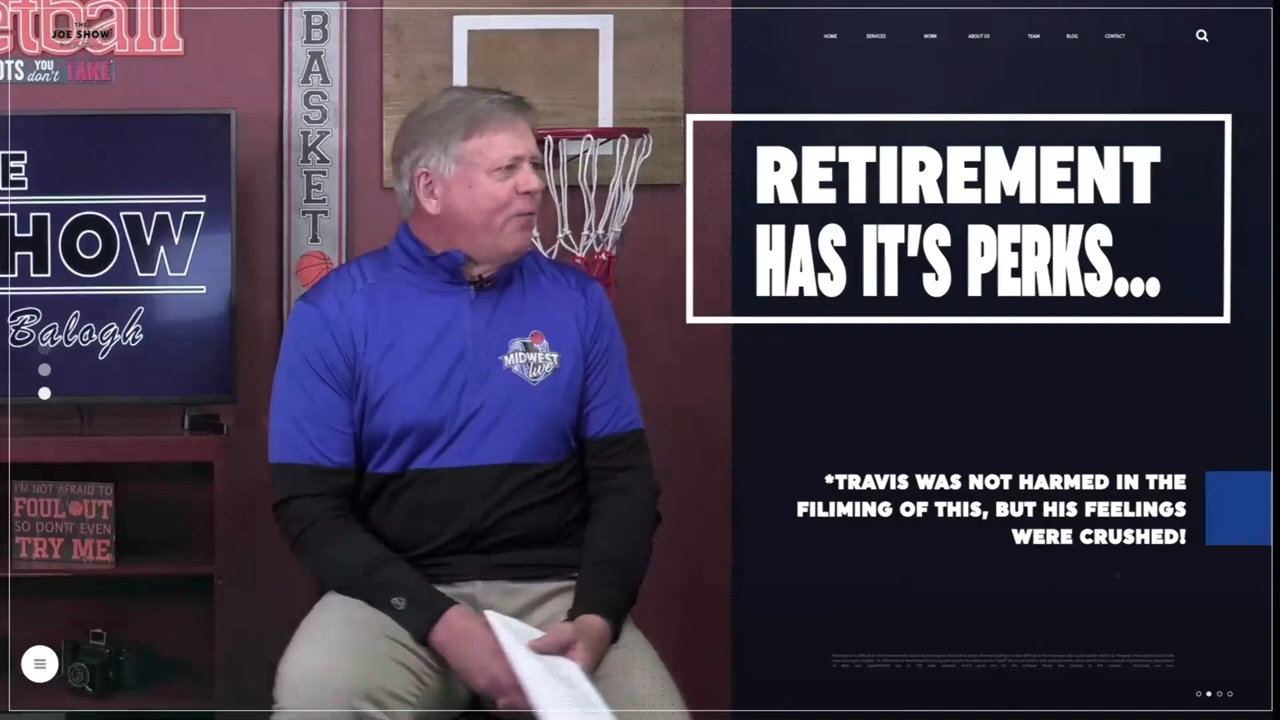 etball
THE
JOE SHOW
OTS YOU don't TAKE
BASKET
E
HOW
Balogh
I'M NOT AFRAID TO
FOUL OUT
SO DON'T EVEN
TRY ME
MIDWEST
live
HOME SERVICES WORK ABOUT US TEAM BLOG CONTACT
RETIREMENT
HAS IT'S PERKS...
*TRAVIS WAS NOT HARMED IN THE
FILIMING OF THIS, BUT HIS FEELINGS
WERE CRUSHED!